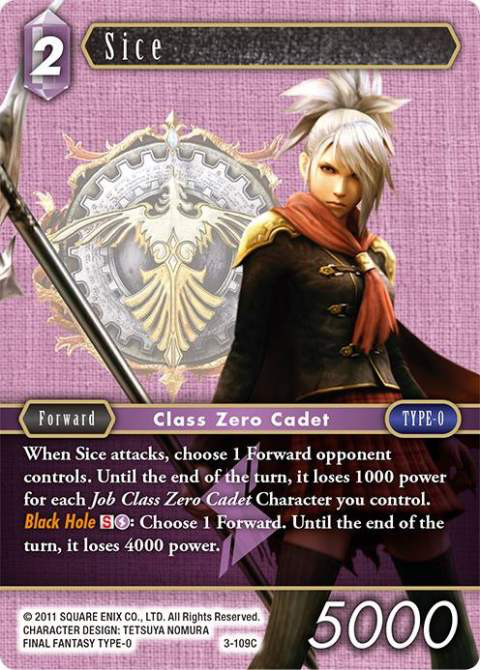 2
Sice
Forward
Class Zero Cadet
TYPE-0
When Sice attacks, choose 1 Forward opponent
controls. Until the end of the turn, it loses 1000 power
for each Job Class Zero Cadet Character you control.
Black Hole S : Choose 1 Forward. Until the end of the
turn, it loses 4000 power.
© 2011 SQUARE ENIX CO., LTD. All Rights Reserved.
CHARACTER DESIGN: TETSUYA NOMURA
FINAL FANTASY TYPE-0
3-109C
5000